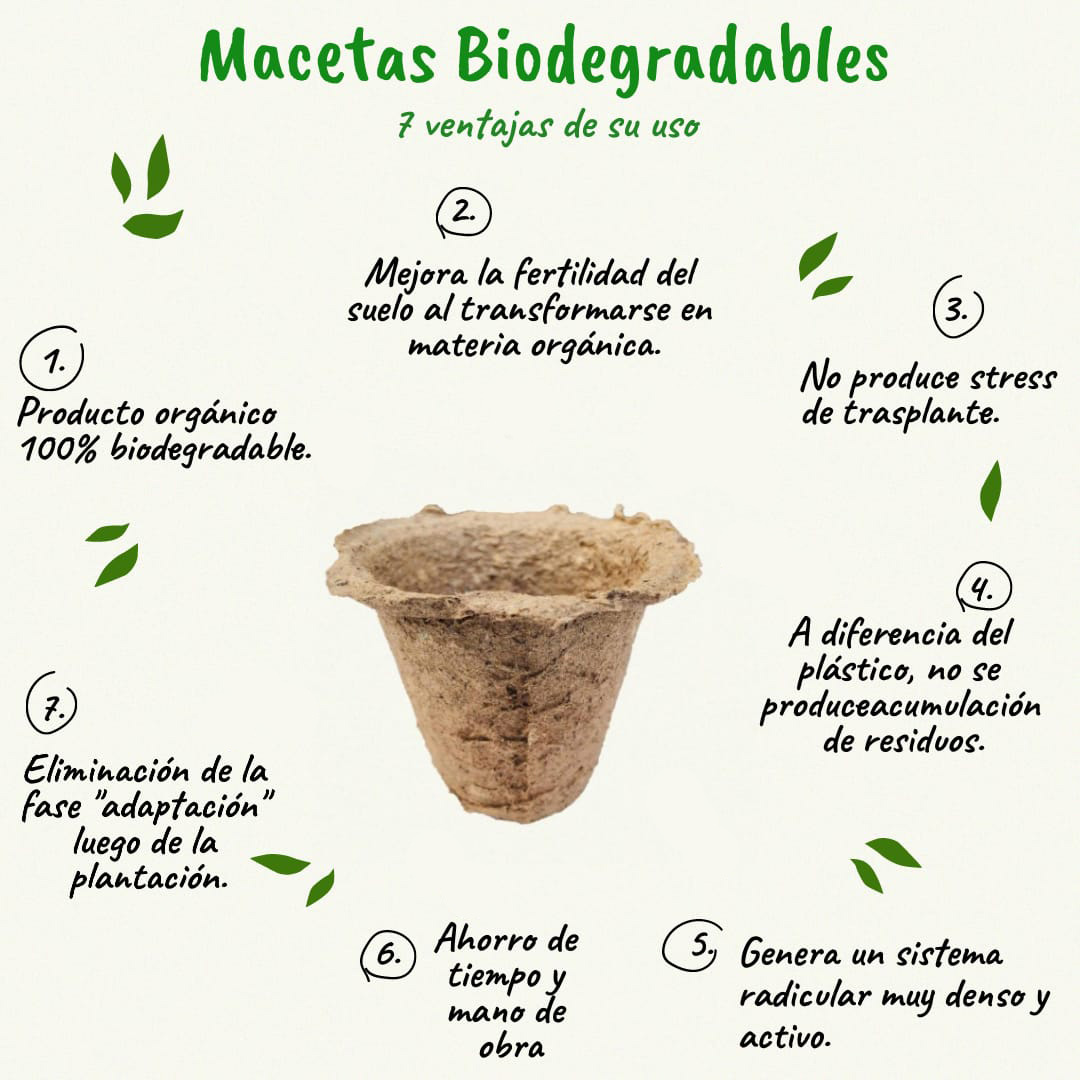 Macetas Biodegradables
7 ventajas de su uso
1.
Producto orgánico
100% biodegradable.
2.
Mejora la fertilidad del
suelo al transformarse en
materia orgánica.
3.
No produce stress
de trasplante.
4.
A diferencia del
plástico, no se
produceacumulación
de residuos.
5.
Genera un sistema
radicular muy denso y
activo.
6.
Ahorro de
tiempo y
mano de
obra
7.
Eliminación de la
fase "adaptación"
luego de la
plantación.